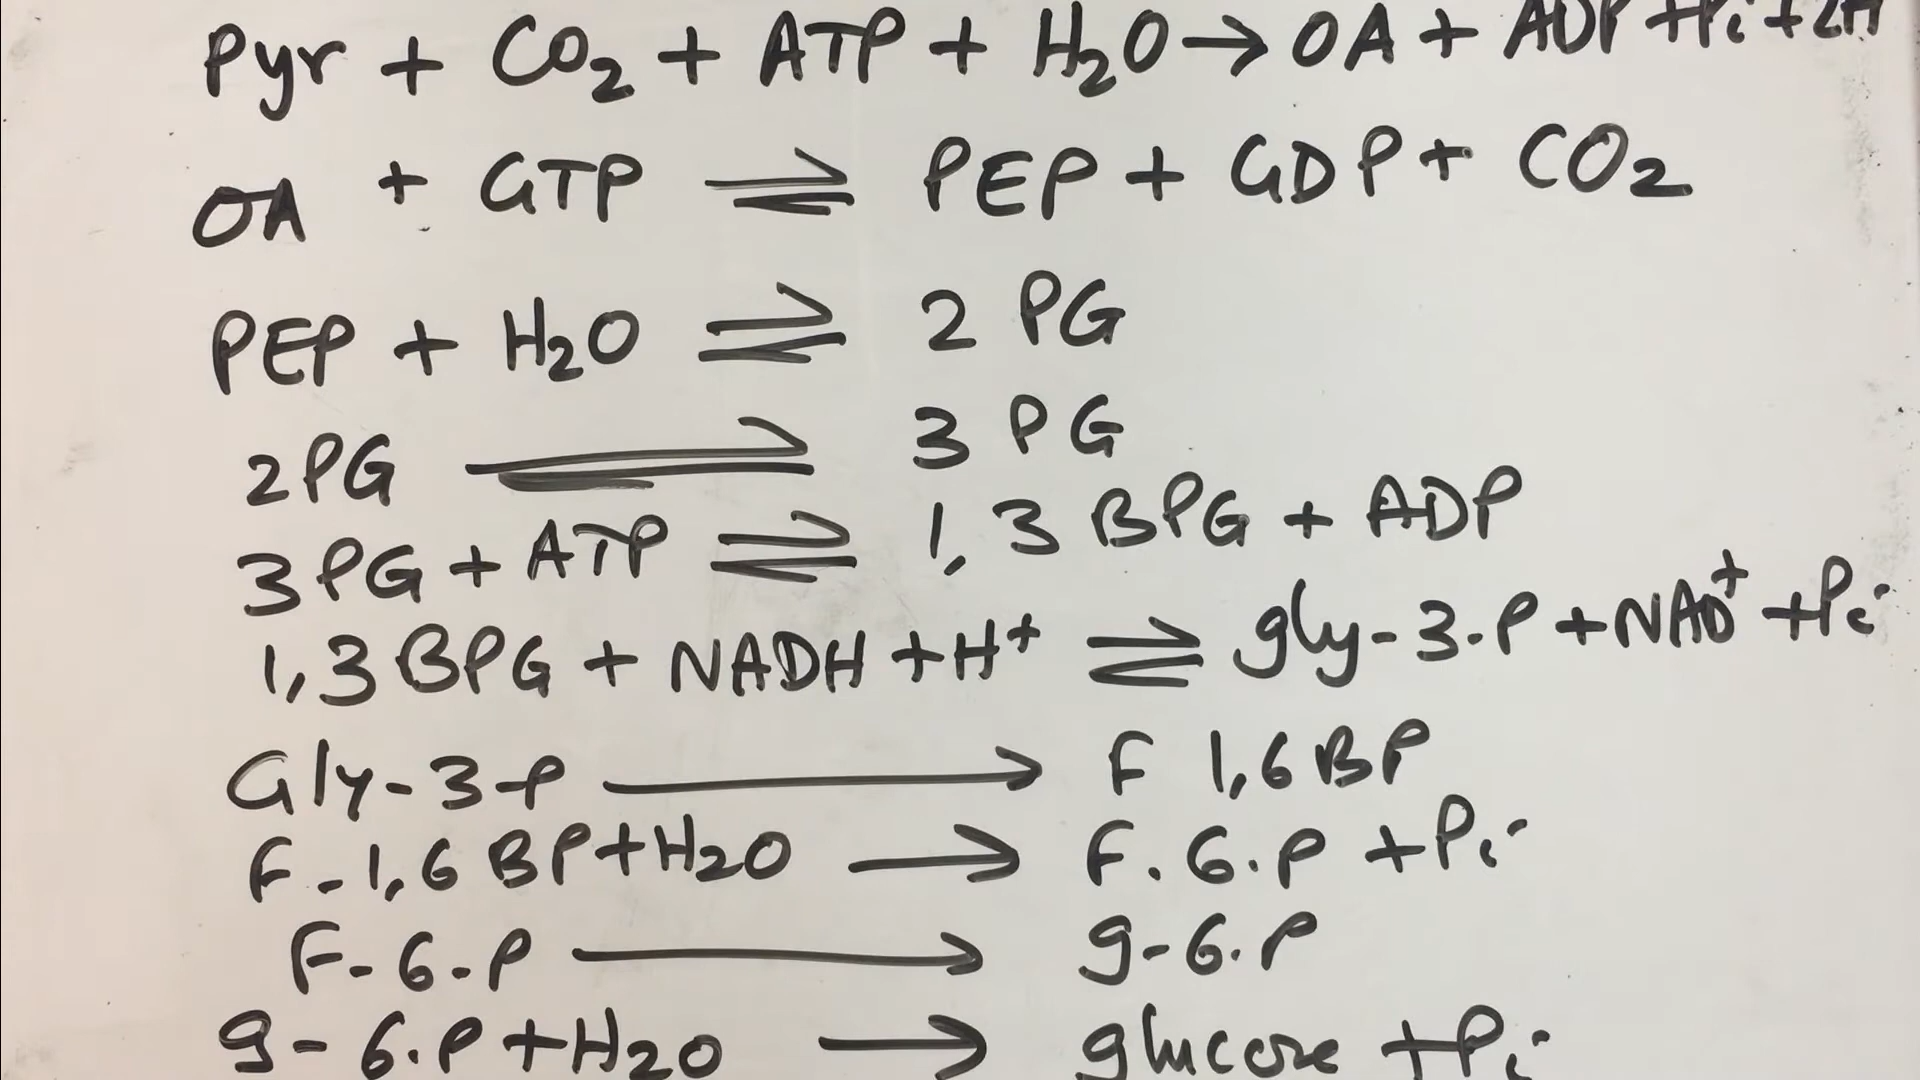 Pyr + CO₂ + ATP + H₂O → OA + ADP + Pi + 2H
OA + GTP ⇌ PEP + GDP + CO₂
PEP + H₂O ⇌ 2 PG
2PG ⇌ 3 PG
3PG + ATP ⇌ 1,3 BPG + ADP
1,3 BPG + NADH + H⁺ ⇌ gly-3-P + NAD⁺ + Pi
Gly-3-P → F 1,6 BP
F-1,6 BP + H₂O → F.6.P + Pi
F-6-P → g-6.P
g-6.P + H₂O → glucose + Pi